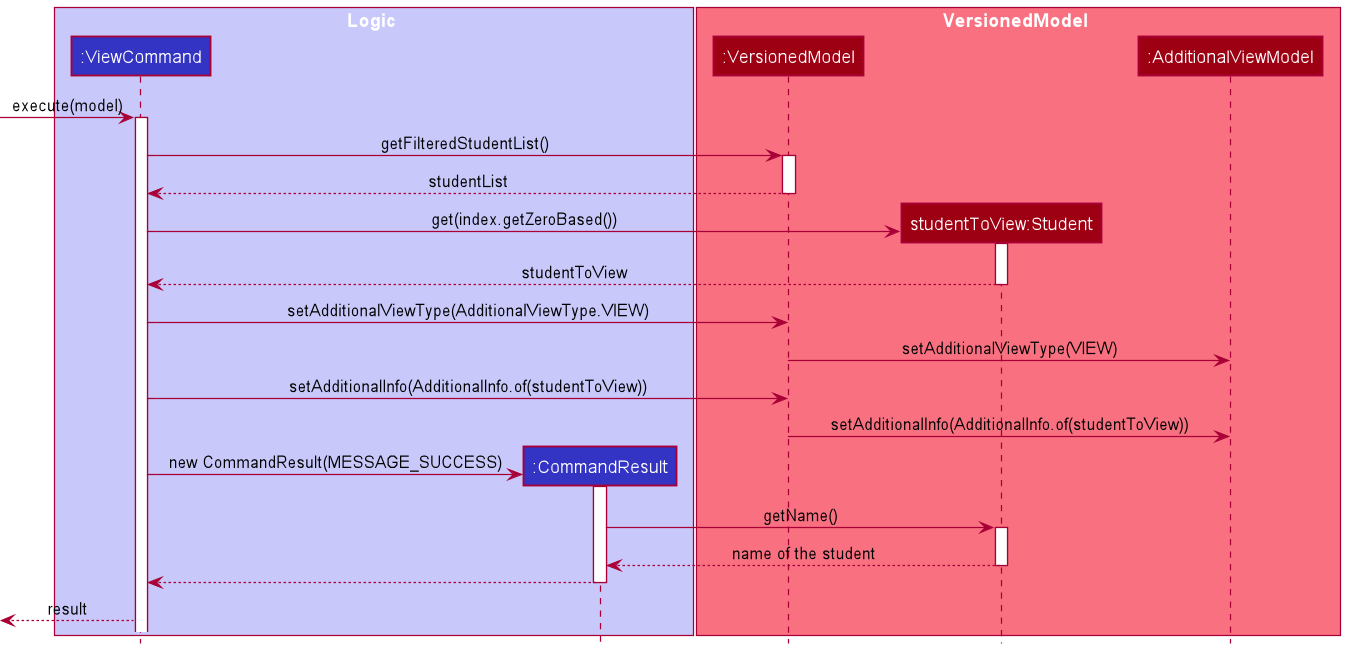 Logic
VersionedModel
:ViewCommand
:VersionedModel
:AdditionalViewModel
execute(model)
getFilteredStudentList()
studentList
get(index.getZeroBased())
studentToView:Student
studentToView
setAdditionalViewType(AdditionalViewType.VIEW)
setAdditionalViewType(VIEW)
setAdditionalInfo(AdditionalInfo.of(studentToView))
setAdditionalInfo(AdditionalInfo.of(studentToView))
new CommandResult(MESSAGE_SUCCESS)
:CommandResult
getName()
name of the student
result